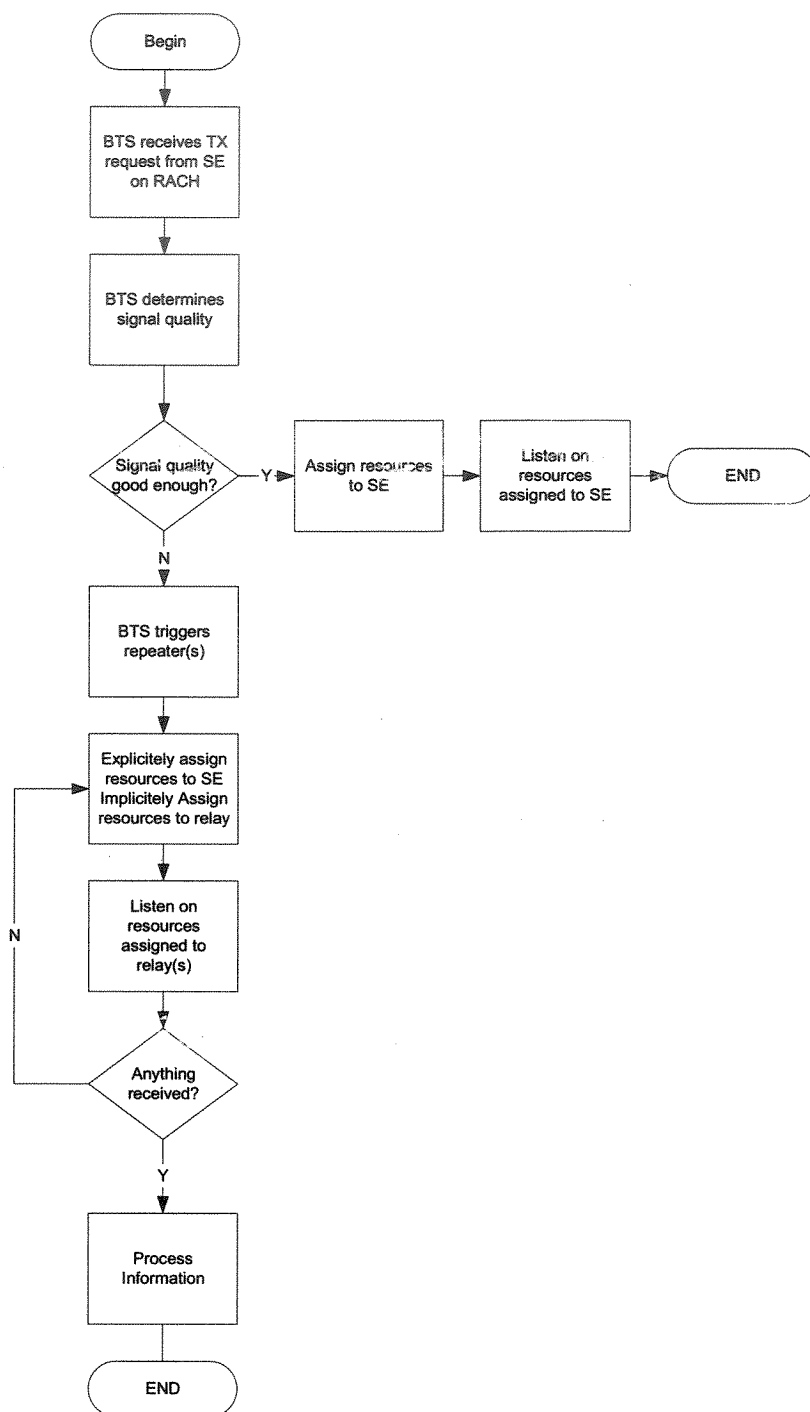 Begin
BTS receives TX
request from SE
on RACH
BTS determines
signal quality
Signal quality
good enough?
Y
Assign resources
to SE
Listen on
resources
assigned to SE
END
N
BTS triggers
repeater(s)
Explicitely assign
resources to SE
Implicitely Assign
resources to relay
Listen on
resources
assigned to
relay(s)
N
Anything
received?
Y
Process
Information
END